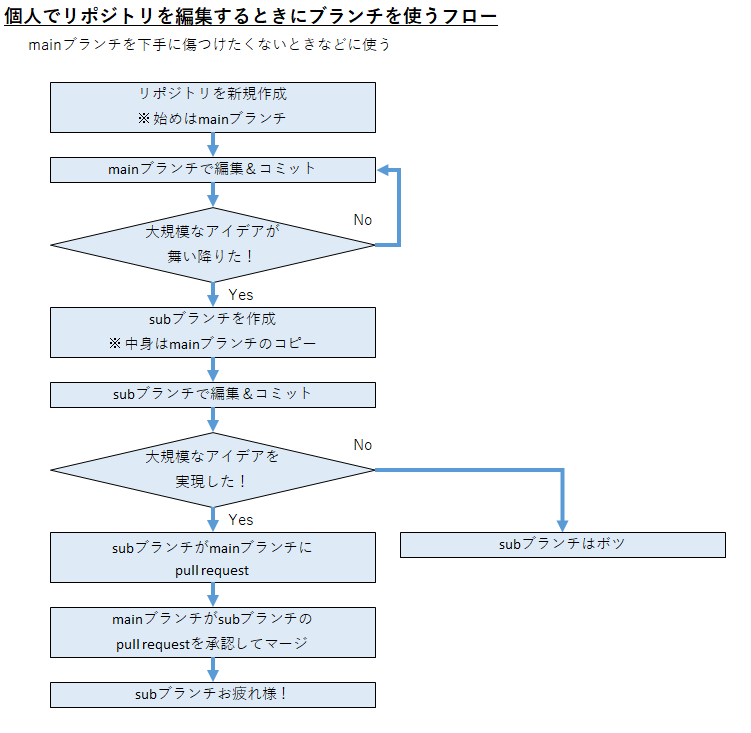 個人でリポジトリを編集するときにブランチを使うフロー
mainブランチを下手に傷つけたくないときなどに使う
リポジトリを新規作成
※始めはmainブランチ
mainブランチで編集＆コミット
No
大規模なアイデアが
舞い降りた！
Yes
subブランチを作成
※中身はmainブランチのコピー
subブランチで編集＆コミット
No
大規模なアイデアを
実現した！
Yes
subブランチがmainブランチに
pull request
subブランチはボツ
mainブランチがsubブランチの
pull requestを承認してマージ
subブランチお疲れ様！